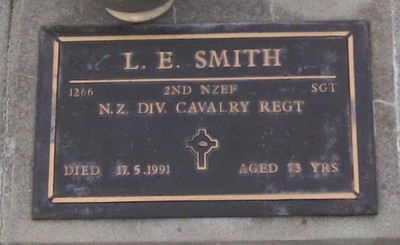 L. E. SMITH
1266 2ND NZEF SGT
N.Z. DIV. CAVALRY REGT
DIED 17.5.1991 AGED 73 YRS